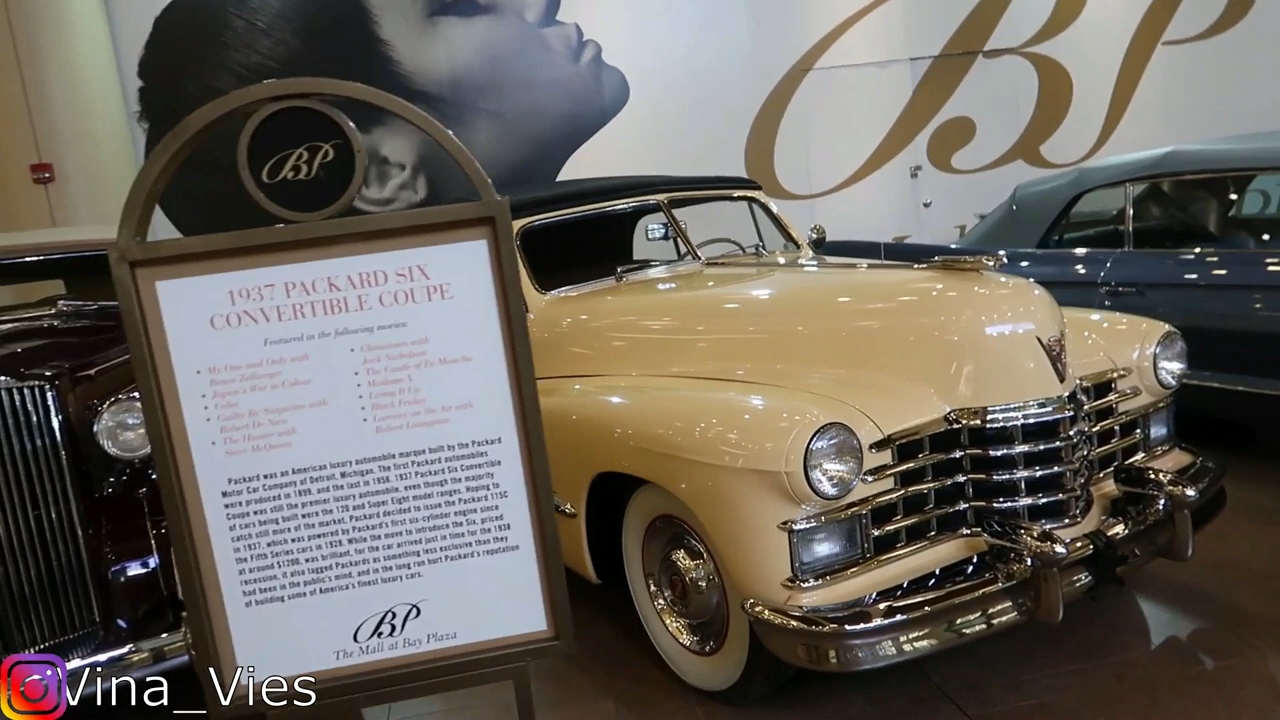 BP
BP
1937 PACKARD SIX
CONVERTIBLE COUPE
Featured in the following movies:
• My One and Only with
Renee Zellweger
• Japan's War in Colour
• Celos
• Guilty By Suspicion with
Robert De Niro
• The Hunter with
Steve McQueen
• Chinatown with
Jack Nicholson
• The Castle of Fu Manchu
• Madame X
• Living It Up
• Black Friday
• Lawyers on the Air with
Robert Livingston
Packard was an American luxury automobile marque built by the Packard
Motor Car Company of Detroit, Michigan. The first Packard automobiles
were produced in 1899, and the last in 1958. 1937 Packard Six Convertible
Coupe was still the premier luxury automobile, even though the majority
of cars being built were the 120 and Super Eight model ranges. Hoping to
catch still more of the market, Packard decided to issue the Packard 115C
in 1937, which was powered by Packard's first six-cylinder engine since
the Fifth Series cars in 1928. While the move to introduce the Six, priced
at around $1200, was brilliant, for the car arrived just in time for the 1938
recession, it also tagged Packards as something less exclusive than they
had been in the public's mind, and in the long run hurt Packard's reputation
of building some of America's finest luxury cars.
BP
The Mall at Bay Plaza
Vina_Vies